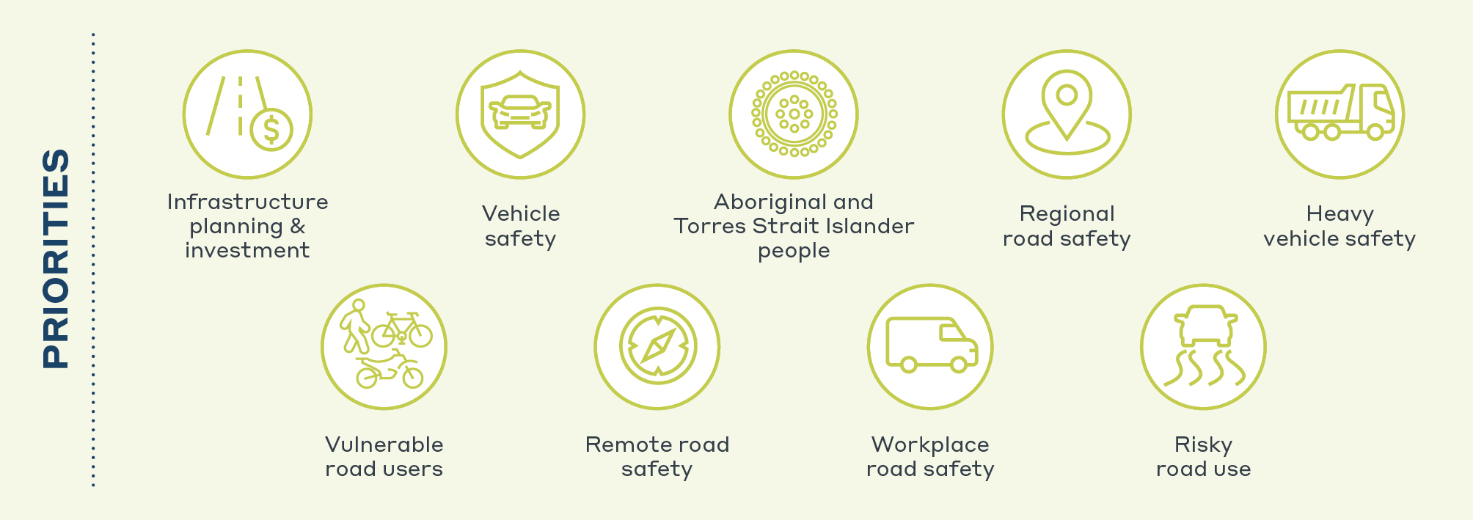 PRIORITIES
$
Infrastructure
planning &
investment
Vehicle
safety
Aboriginal and
Torres Strait Islander
people
Regional
road safety
Heavy
vehicle safety
Vulnerable
road users
Remote road
safety
Workplace
road safety
Risky
road use